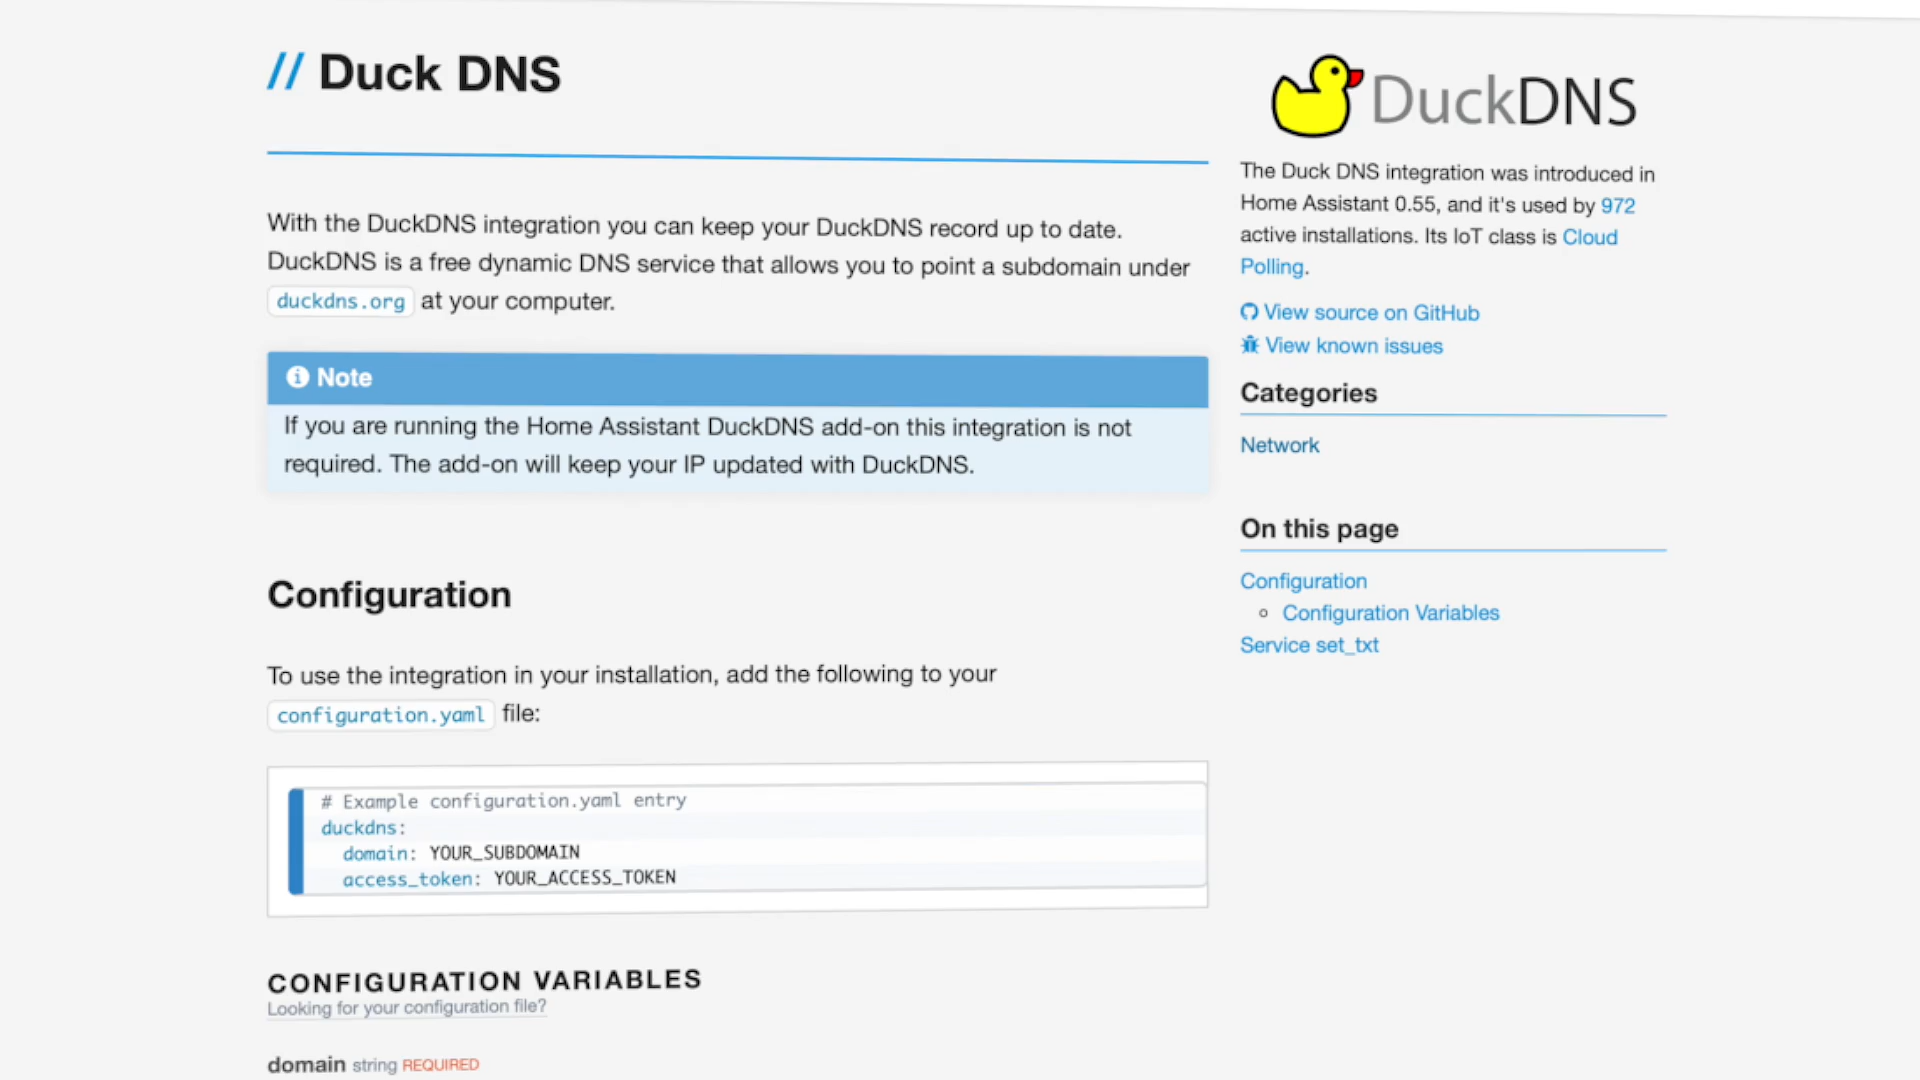 // Duck DNS
With the DuckDNS integration you can keep your DuckDNS record up to date.
DuckDNS is a free dynamic DNS service that allows you to point a subdomain under
duckdns.org at your computer.
Note
If you are running the Home Assistant DuckDNS add-on this integration is not
required. The add-on will keep your IP updated with DuckDNS.
Configuration
To use the integration in your installation, add the following to your
configuration.yaml file:
# Example configuration.yaml entry
duckdns:
domain: YOUR_SUBDOMAIN
access_token: YOUR_ACCESS_TOKEN
CONFIGURATION VARIABLES
Looking for your configuration file?
domain string REQUIRED
DuckDNS
The Duck DNS integration was introduced in
Home Assistant 0.55, and it's used by 972
active installations. Its IoT class is Cloud
Polling.
View source on GitHub
View known issues
Categories
Network
On this page
Configuration
Configuration Variables
Service set_txt